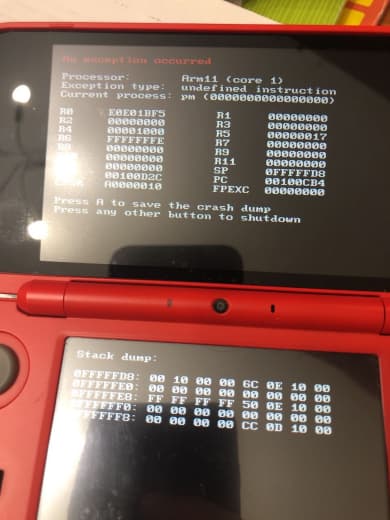 An exception occurred
Processor: Arm11 (core 1)
Exception type: undefined instruction
Current process: pm (0000000000000000)
R0 E0E01BF5 R1 00000000
R2 00000000 R3 00000000
R4 00001000 R5 00000017
R6 FFFFFFFE R7 00000000
00000000 R9 00000000
00000000 R11 00000000
00000000 SP 0FFFFFD8
00100D2C PC 00100CB4
A0000010 FPEXC 00000000
Press A to save the crash dump
Press any other button to shutdown
Stack dump:
0FFFFFD8: 00 10 00 00 6C 0E 10 00
0FFFFFE0: 00 00 00 00 00 00 00 00
0FFFFFE8: FF FF FF FF 50 0E 10 00
0FFFFFF0: 00 00 00 00 00 00 00 00
0FFFFFF8: 00 00 00 00 CC 0D 10 00